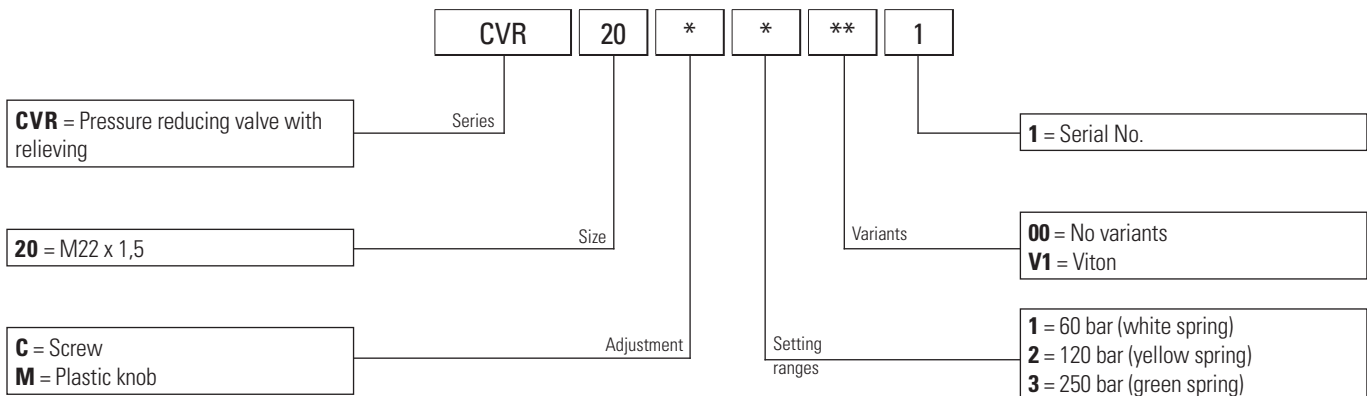 CVR 20 * * ** 1
CVR = Pressure reducing valve with
relieving
Series
1 = Serial No.
20 = M22 x 1,5
Size
Variants
00 = No variants
V1 = Viton
C = Screw
M = Plastic knob
Adjustment
Setting
ranges
1 = 60 bar (white spring)
2 = 120 bar (yellow spring)
3 = 250 bar (green spring)